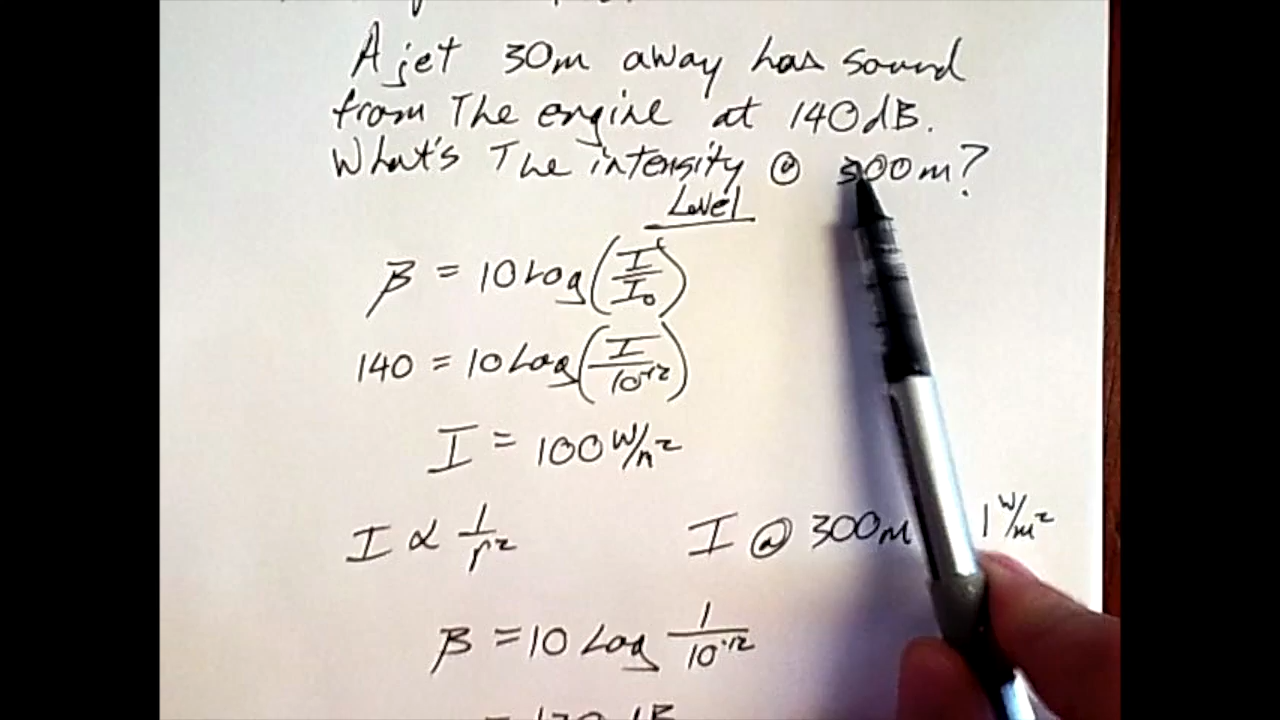 A jet 30m away has sound
from The engine at 140dB.
What's The intensity @ 300m?
Level
β = 10 Log(I/I₀)
140 = 10 Log(I/10⁻¹²)
I = 100 W/m²
I ∝ 1/r²
I @ 300m 1 W/m²
β = 10 Log 1/10⁻¹²